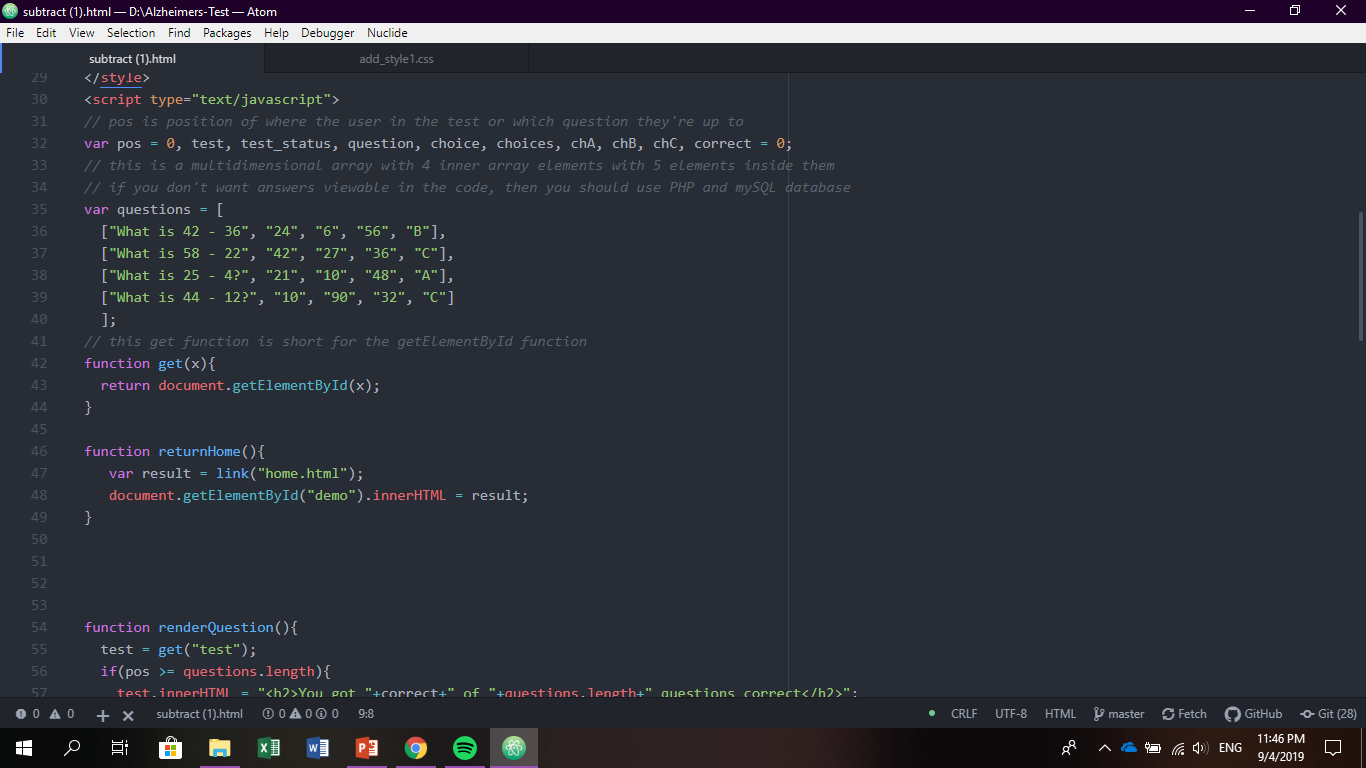 subtract (1).html — D:\Alzheimers-Test — Atom
File Edit View Selection Find Packages Help Debugger Nuclide
subtract (1).html add_style1.css
29 </style>
30 <script type="text/javascript">
31 // pos is position of where the user in the test or which question they're up to
32 var pos = 0, test, test_status, question, choice, choices, chA, chB, chC, correct = 0;
33 // this is a multidimensional array with 4 inner array elements with 5 elements inside them
34 // if you don't want answers viewable in the code, then you should use PHP and mySQL database
35 var questions = [
36 ["What is 42 - 36", "24", "6", "56", "B"],
37 ["What is 58 - 22", "42", "27", "36", "C"],
38 ["What is 25 - 4?", "21", "10", "48", "A"],
39 ["What is 44 - 12?", "10", "90", "32", "C"]
40 ];
41 // this get function is short for the getElementById function
42 function get(x){
43 return document.getElementById(x);
44 }
45
46 function returnHome(){
47 var result = link("home.html");
48 document.getElementById("demo").innerHTML = result;
49 }
50
51
52
53
54 function renderQuestion(){
55 test = get("test");
56 if(pos >= questions.length){
57 test.innerHTML = "<h2>You got "+correct+" of "+questions.length+" questions correct</h2>";
0 0 subtract (1).html 0 0 0 9:8 CRLF UTF-8 HTML master Fetch GitHub Git (28)
ENG 11:46 PM
9/4/2019